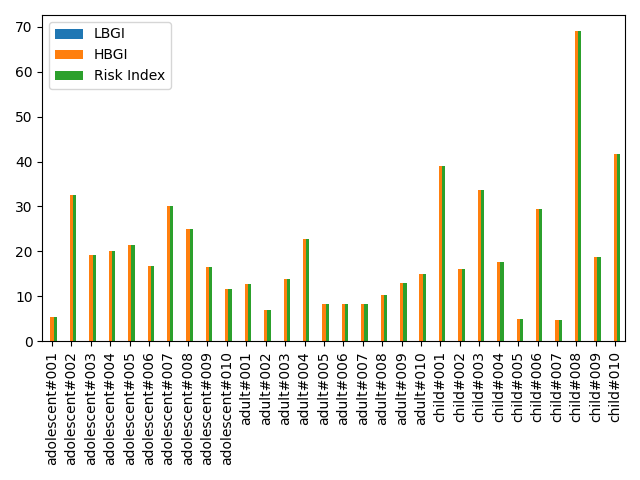 LBGI
HBGI
Risk Index
70
60
50
40
30
20
10
0
adolescent#001
adolescent#002
adolescent#003
adolescent#004
adolescent#005
adolescent#006
adolescent#007
adolescent#008
adolescent#009
adolescent#010
adult#001
adult#002
adult#003
adult#004
adult#005
adult#006
adult#007
adult#008
adult#009
adult#010
child#001
child#002
child#003
child#004
child#005
child#006
child#007
child#008
child#009
child#010